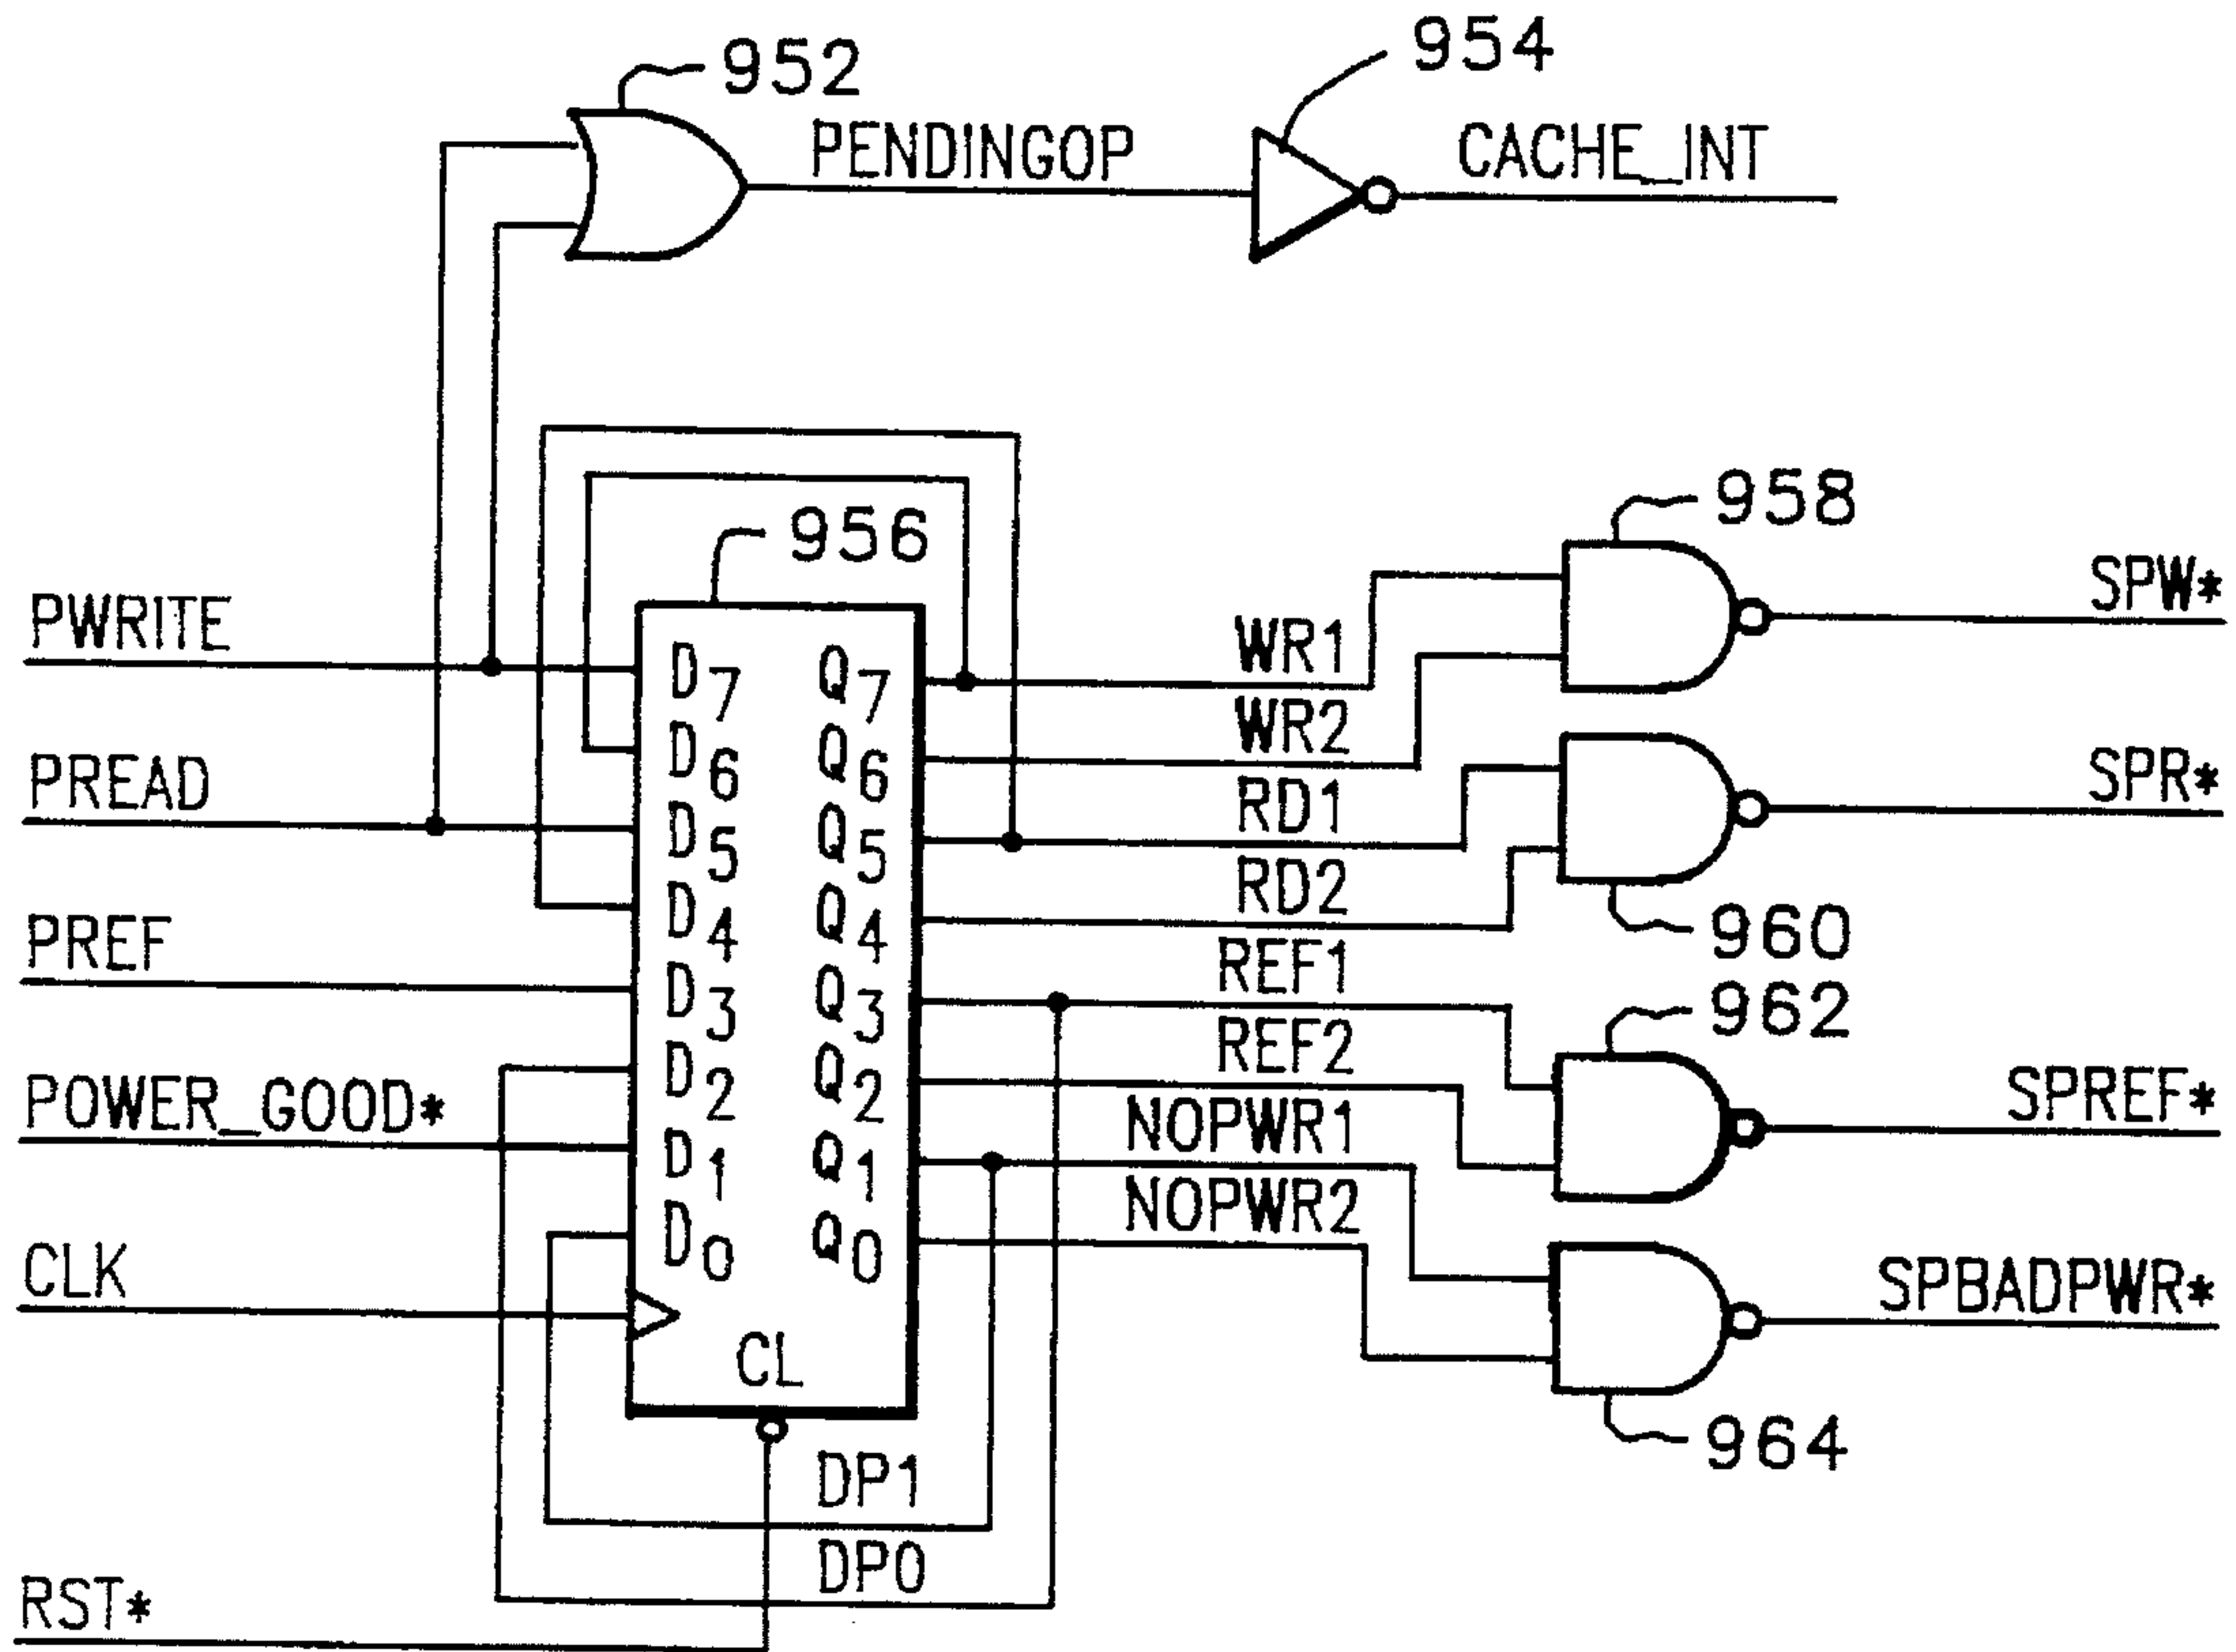 952
954
PENDINGOP
CACHE_INT
956
958
PWRITE
SPW*
D7 Q7
WR1
D6 Q6
WR2
PREAD
SPR*
D5 Q5
RD1
D4 Q4
RD2
960
PREF
D3 Q3
REF1
962
D2 Q2
REF2
POWER_GOOD*
SPREF*
D1 Q1
NOPWR1
D0 Q0
NOPWR2
CLK
SPBADPWR*
CL
964
DP1
DP0
RST*